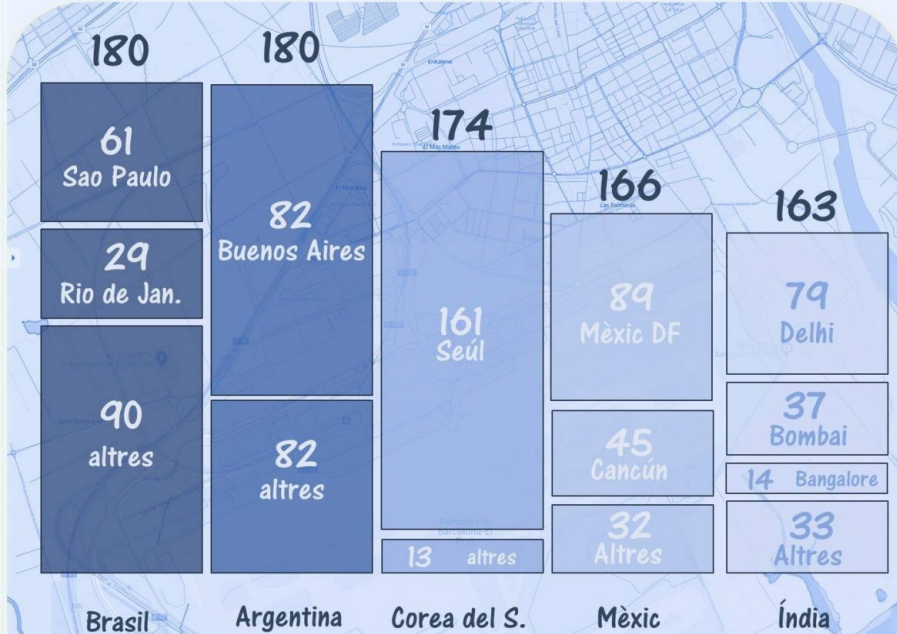 180
61
Sao Paulo
29
Rio de Jan.
90
altres
Brasil
180
82
Buenos Aires
82
altres
Argentina
174
161
Seúl
13 altres
Corea del S.
166
89
Mèxic DF
45
Cancún
32
Altres
Mèxic
163
79
Delhi
37
Bombai
14 Bangalore
33
Altres
Índia